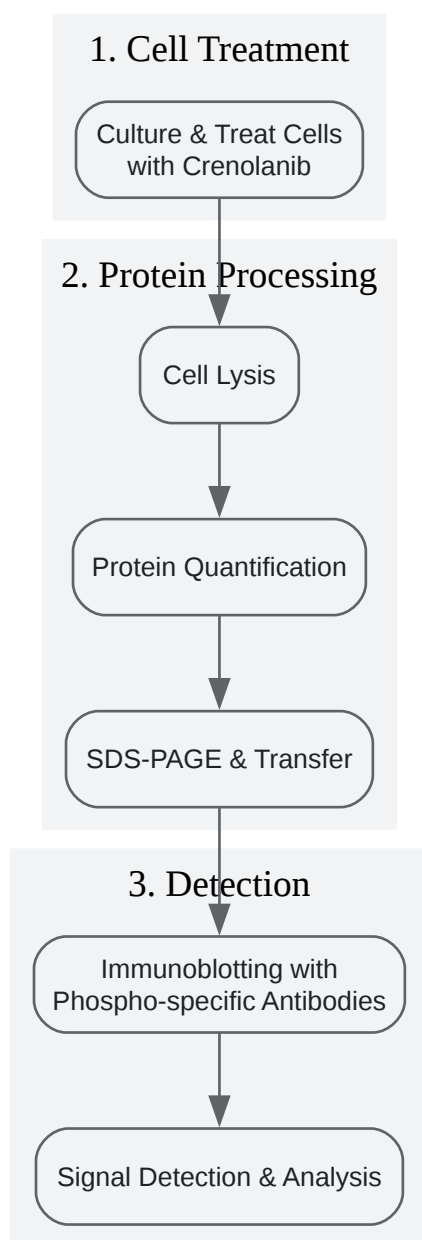 1. Cell Treatment
Culture & Treat Cells
with Crenolanib
2. Protein Processing
Cell Lysis
Protein Quantification
SDS-PAGE & Transfer
3. Detection
Immunoblotting with
Phospho-specific Antibodies
Signal Detection & Analysis